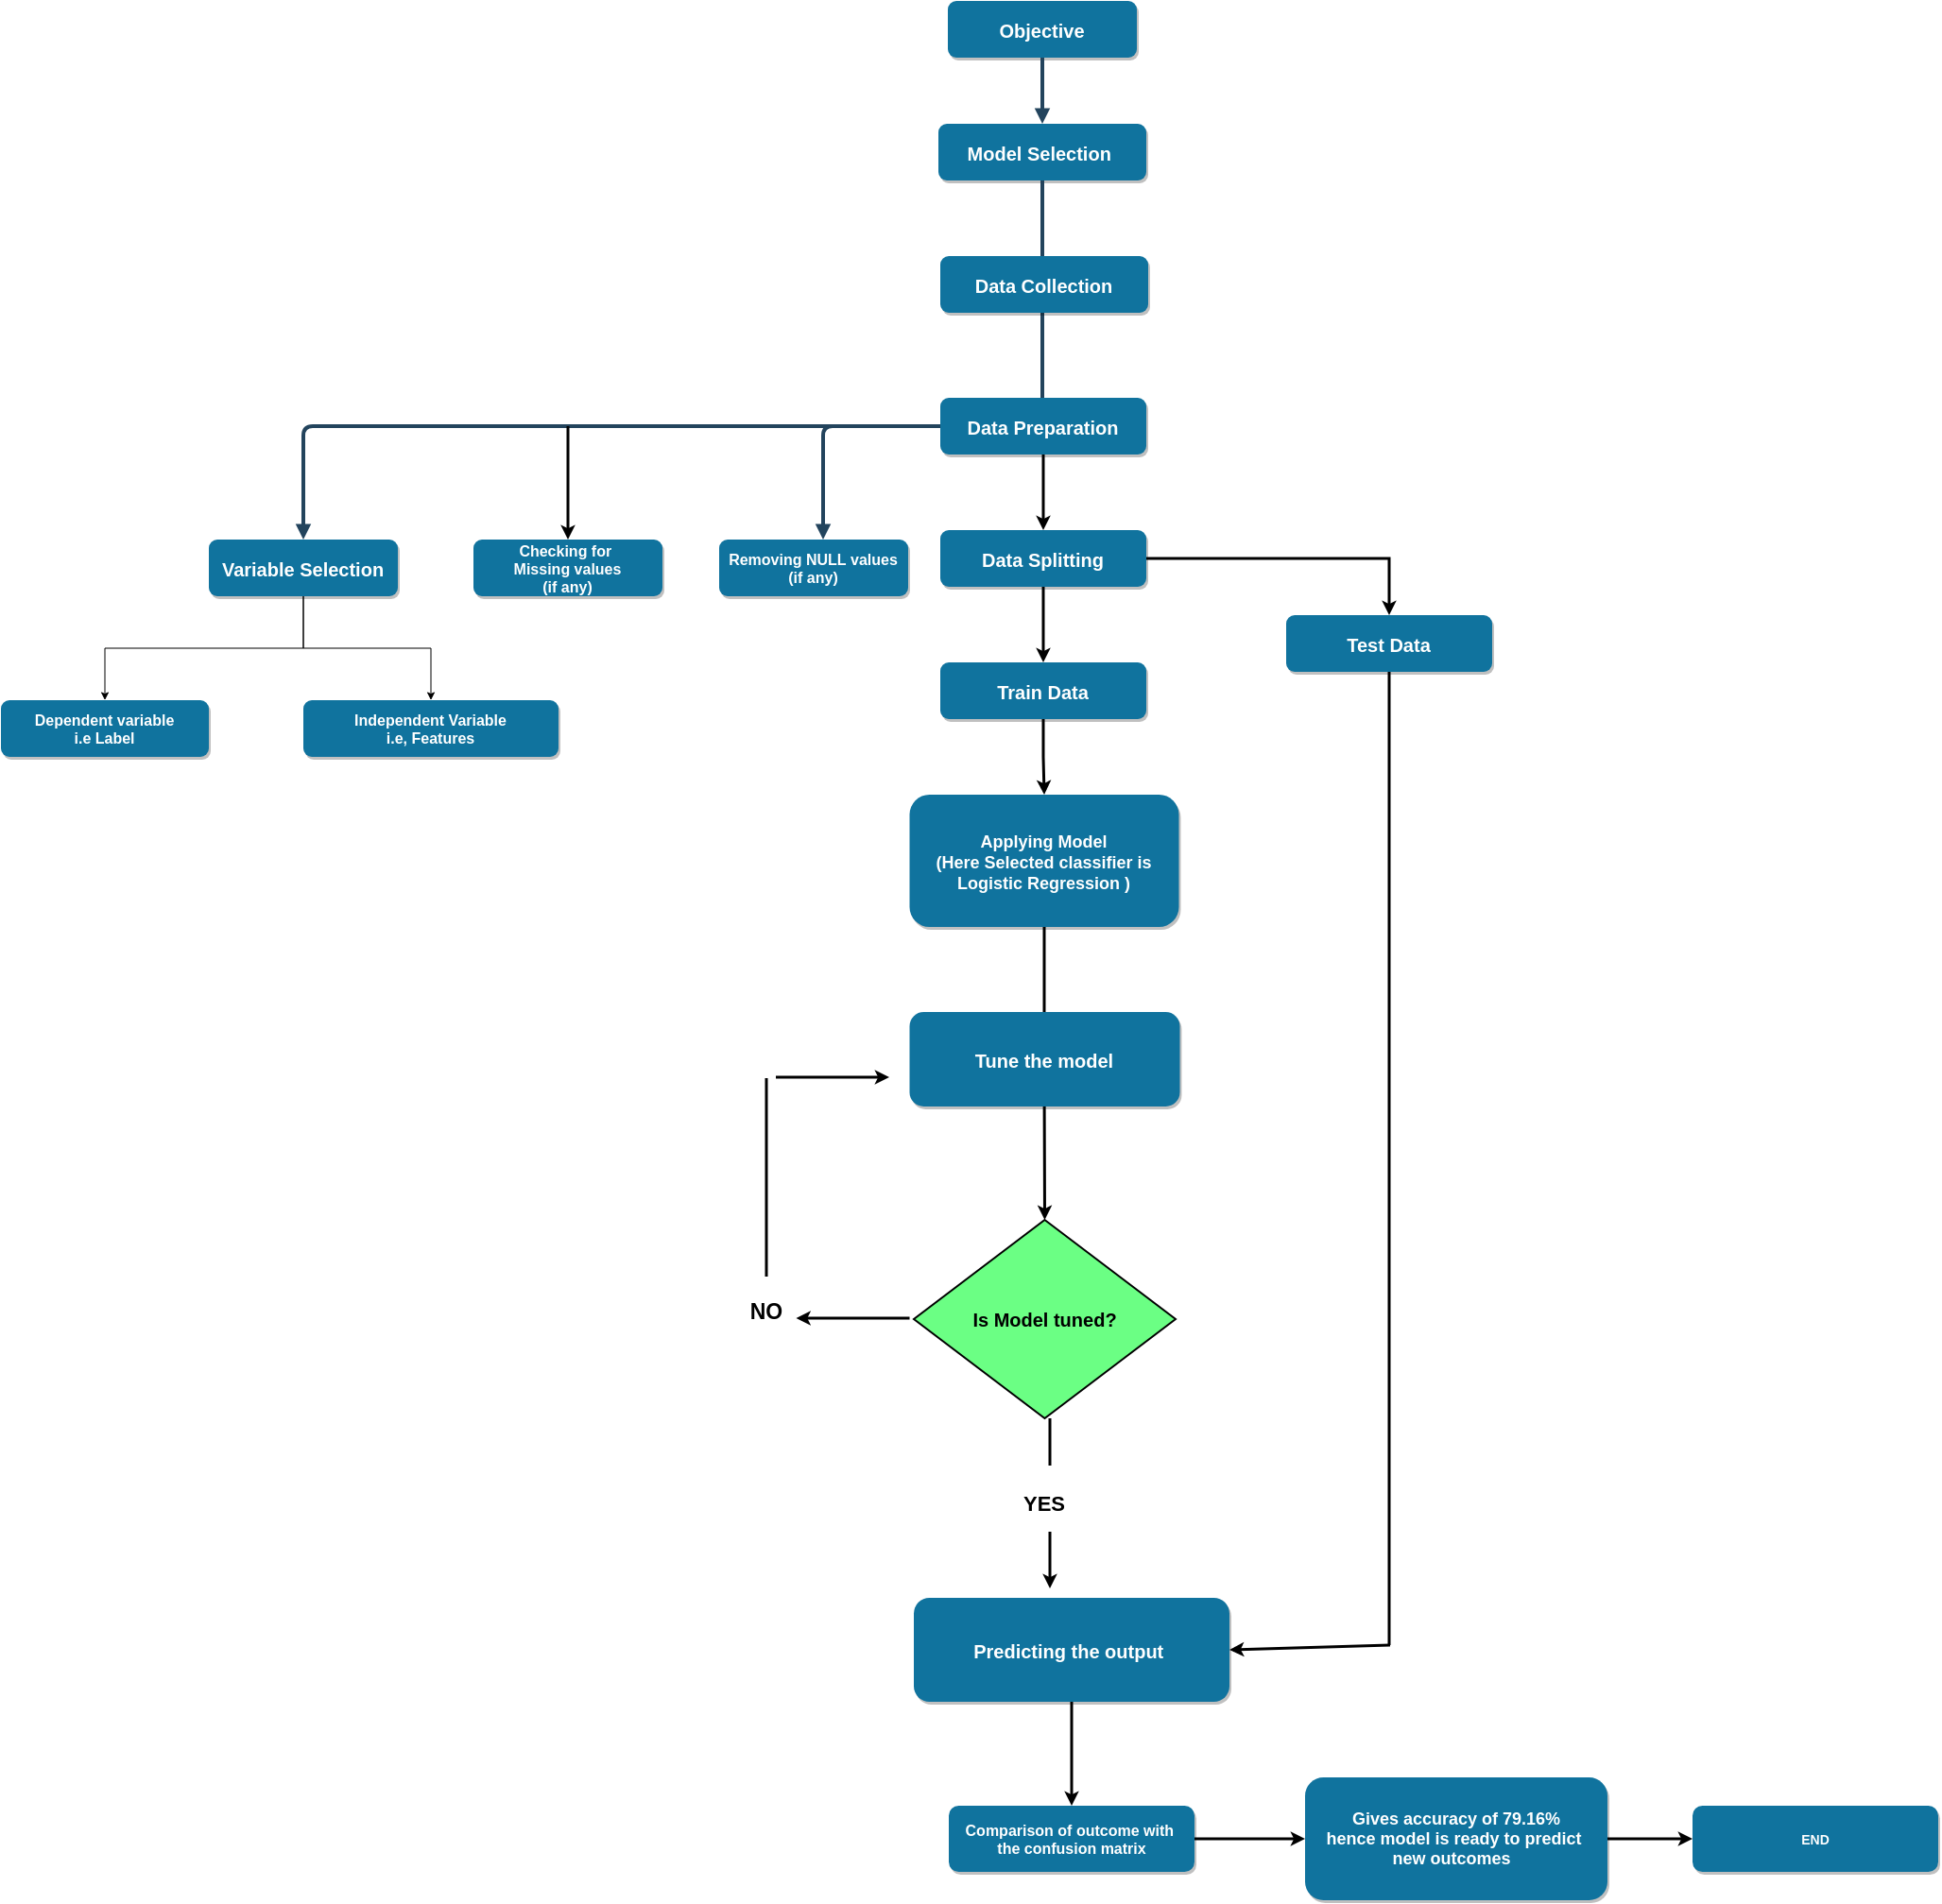 Objective
Model Selection
Data Collection
Data Preparation
Variable Selection
Checking for
Missing values
(if any)
Removing NULL values
(if any)
Data Splitting
Test Data
Train Data
Dependent variable
i.e Label
Independent Variable
i.e, Features
Applying Model
(Here Selected classifier is
Logistic Regression )
Tune the model
Is Model tuned?
NO
YES
Predicting the output
Comparison of outcome with
the confusion matrix
Gives accuracy of 79.16%
hence model is ready to predict
new outcomes
END